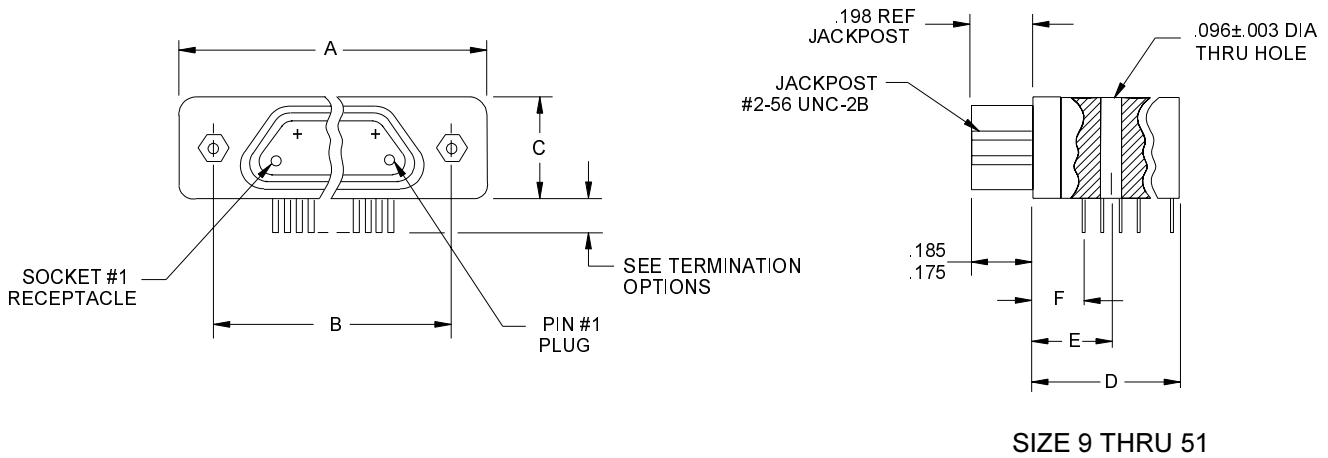 A
C
B
SOCKET #1
RECEPTACLE
SEE TERMINATION
OPTIONS
PIN #1
PLUG
.198 REF
JACKPOST
.096±.003 DIA
THRU HOLE
JACKPOST
#2-56 UNC-2B
.185
.175
F
E
D
SIZE 9 THRU 51